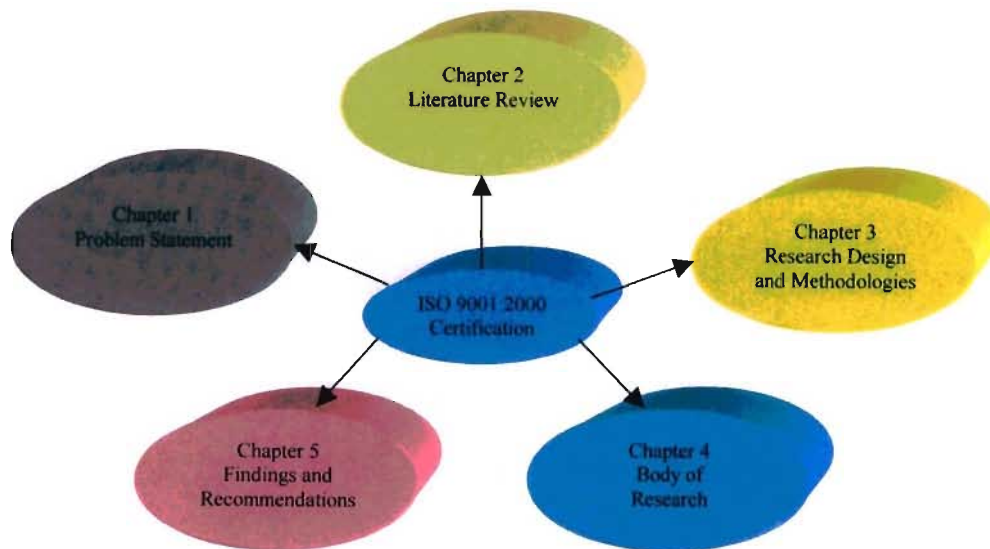 Chapter 2
Literature Review
Chapter 1
Problem Statement
Chapter 3
Research Design
and Methodologies
ISO 9001 2000
Certification
Chapter 5
Findings and
Recommendations
Chapter 4
Body of
Research